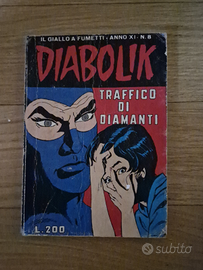 IL GIALLO A FUMETTI - ANNO XI - N. 8
DIABOLIK
TRAFFICO
DI
DIAMANTI
L. 200
subito